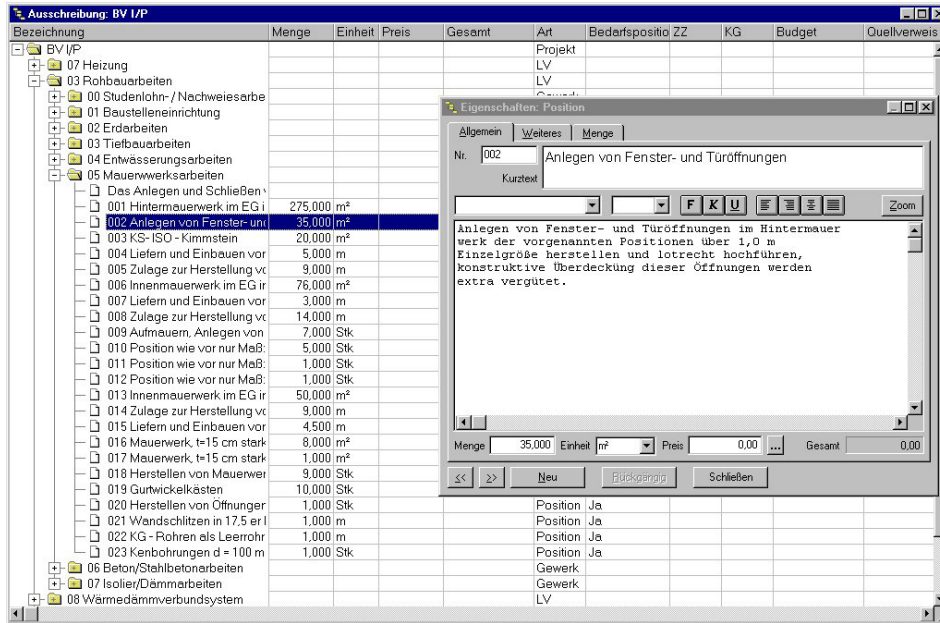 Ausschreibung: BV I/P
Bezeichnung Menge Einheit Preis Gesamt Art Bedarfspositio ZZ KG Budget Quellverweis
BV I/P Projekt
07 Heizung LV
03 Rohbauarbeiten LV
00 Studenlohn- / Nachweiesarbe
01 Baustelleneinrichtung
02 Erdarbeiten
03 Tiefbauarbeiten
04 Entwässerungsarbeiten
05 Mauerwwerksarbeiten
Das Anlegen und Schließen
001 Hintermauerwerk im EG i 275,000 m²
002 Anlegen von Fenster- und 35,000 m²
003 KS- ISO - Kimmstein 20,000 m²
004 Liefern und Einbauen vor 5,000 m
005 Zulage zur Herstellung vo 9,000 m
006 Innenmauerwerk im EG ir 76,000 m²
007 Liefern und Einbauen vor 3,000 m
008 Zulage zur Herstellung vo 14,000 m
009 Aufmauern, Anlegen von 7,000 Stk
010 Position wie vor nur Maß: 5,000 Stk
011 Position wie vor nur Maß: 1,000 Stk
012 Position wie vor nur Maß: 1,000 Stk
013 Innenmauerwerk im EG ir 50,000 m²
014 Zulage zur Herstellung vo 9,000 m
015 Liefern und Einbauen vor 4,500 m
016 Mauerwerk, t=15 cm stark 8,000 m²
017 Mauerwerk, t=15 cm stark 1,000 m²
018 Herstellen von Mauerwer 9,000 Stk
019 Gurtwickelkästen 10,000 Stk
020 Herstellen von Öffnunger 1,000 Stk Position Ja
021 Wandschlitzen in 17,5 er l 1,000 m Position Ja
022 KG - Rohren als Leerrohr 1,000 m Position Ja
023 Kenbohrungen d = 100 m 1,000 Stk Position Ja
06 Beton/Stahlbetonarbeiten Gewerk
07 Isolier/Dämmarbeiten Gewerk
08 Wärmedämmverbundsystem LV
Eigenschaften: Position
Allgemein Weiteres Menge
Nr. 002 Anlegen von Fenster- und Türöffnungen
Kurztext
F K U Zoom
Anlegen von Fenster- und Türöffnungen im Hintermauer
werk der vorgenannten Positionen über 1,0 m
Einzelgröße herstellen und lotrecht hochführen,
konstruktive Überdeckung dieser Öffnungen werden
extra vergütet.
Menge 35,000 Einheit m² Preis 0,00 ... Gesamt 0,00
<< >> Neu Rückgängig Schließen